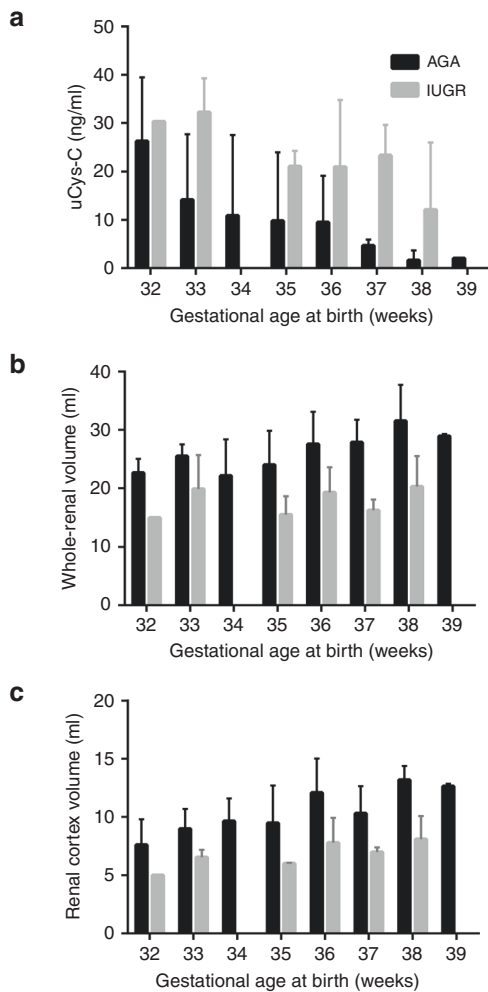 a
50
40
30
20
10
0
uCys-C (ng/ml)
AGA
IUGR
32 33 34 35 36 37 38 39
Gestational age at birth (weeks)
b
40
30
20
10
0
Whole-renal volume (ml)
32 33 34 35 36 37 38 39
Gestational age at birth (weeks)
c
20
15
10
5
0
Renal cortex volume (ml)
32 33 34 35 36 37 38 39
Gestational age at birth (weeks)